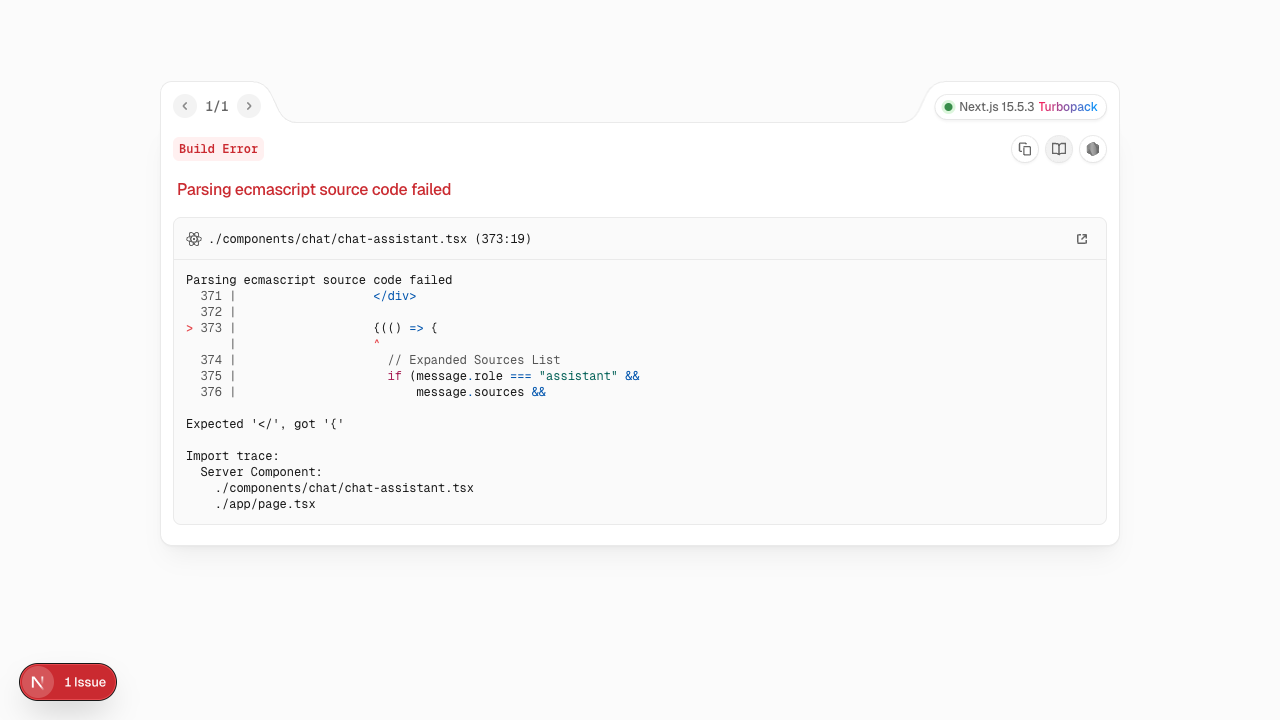 1/1
Next.js 15.5.3 Turbopack
Build Error
Parsing ecmascript source code failed
./components/chat/chat-assistant.tsx (373:19)
Parsing ecmascript source code failed
  371 |                   </div>
  372 |
> 373 |                   {(() => {
      |                   ^
  374 |                     // Expanded Sources List
  375 |                     if (message.role === "assistant" &&
  376 |                         message.sources &&
Expected '</', got '{'
Import trace:
  Server Component:
    ./components/chat/chat-assistant.tsx
    ./app/page.tsx
N 1 Issue